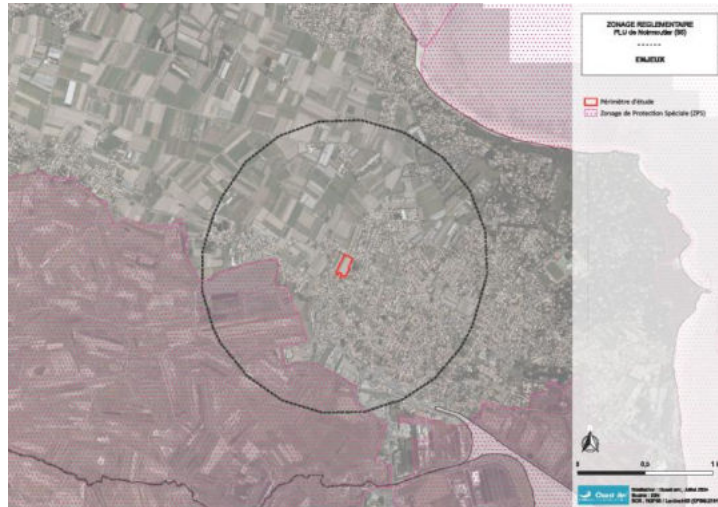 ZONAGE REGLEMENTAIRE
PLU de Noirmoutier (85)
ENJEUX
Périmètre d'étude
Zonage de Protection Spéciale (ZPS)
0 0,5 1
Ouest am'